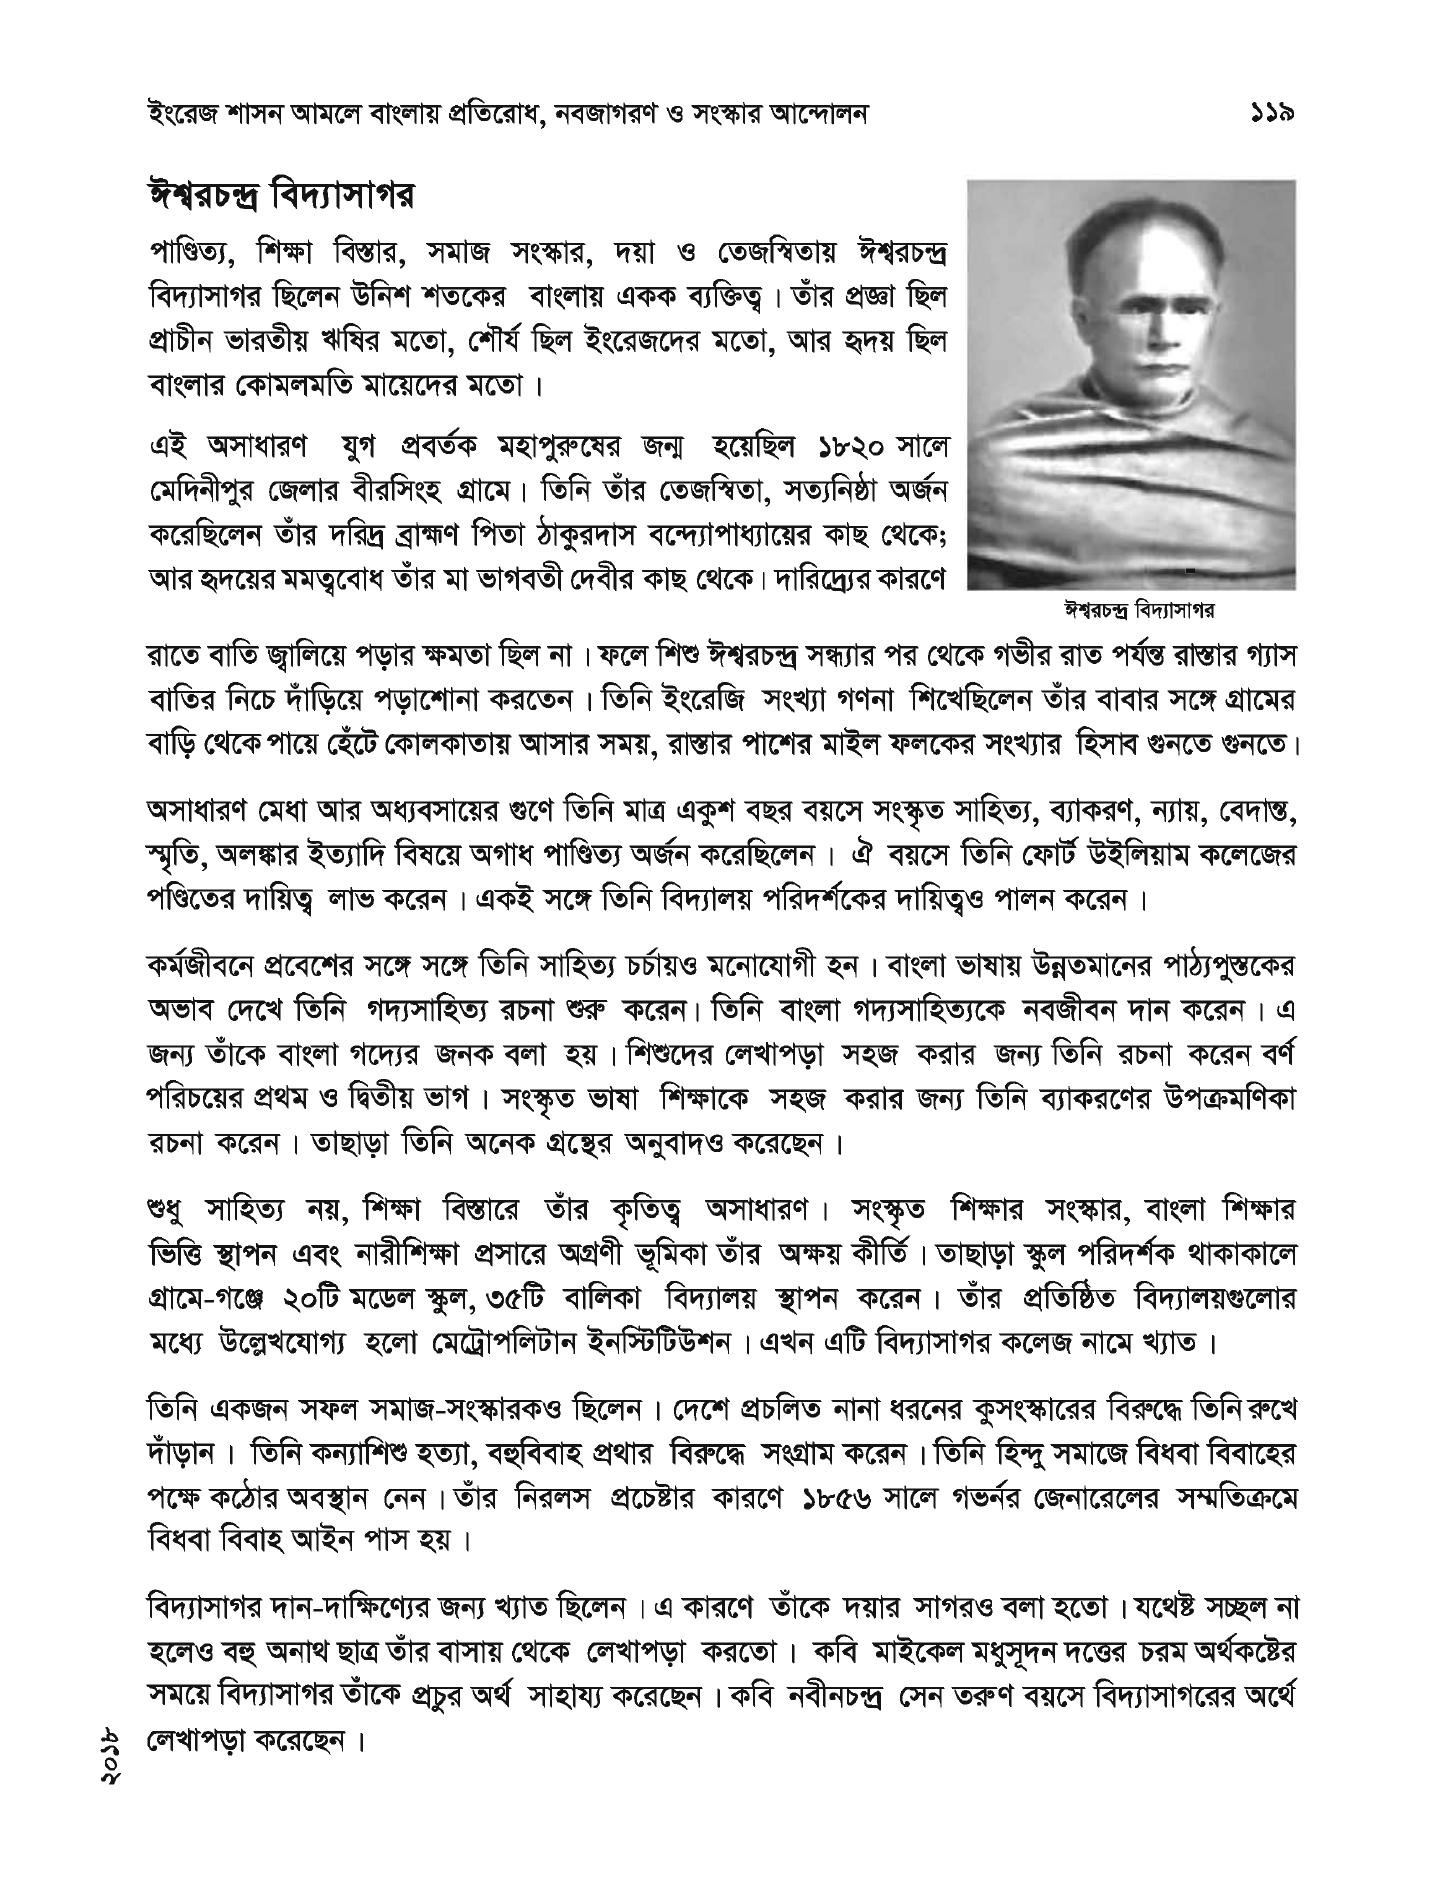 ইংরেজ শাসন আমলে বাংলায় প্রতিরোধ, নবজাগরণ ও সংস্কার আন্দোলন ১১৯
ঈশ্বরচন্দ্র বিদ্যাসাগর
পাণ্ডিত্য, শিক্ষা বিস্তার, সমাজ সংস্কার, দয়া ও তেজস্বিতায় ঈশ্বরচন্দ্র
বিদ্যাসাগর ছিলেন উনিশ শতকের বাংলায় একক ব্যক্তিত্ব । তাঁর প্রজ্ঞা ছিল
প্রাচীন ভারতীয় ঋষির মতো, শৌর্য ছিল ইংরেজদের মতো, আর হৃদয় ছিল
বাংলার কোমলমতি মায়েদের মতো ।
এই অসাধারণ যুগ প্রবর্তক মহাপুরুষের জন্ম হয়েছিল ১৮২০ সালে
মেদিনীপুর জেলার বীরসিংহ গ্রামে। তিনি তাঁর তেজস্বিতা, সত্যনিষ্ঠা অর্জন
করেছিলেন তাঁর দরিদ্র ব্রাহ্মণ পিতা ঠাকুরদাস বন্দ্যোপাধ্যায়ের কাছ থেকে;
আর হৃদয়ের মমত্ববোধ তাঁর মা ভাগবতী দেবীর কাছ থেকে। দারিদ্র্যের কারণে
ঈশ্বরচন্দ্র বিদ্যাসাগর
রাতে বাতি জ্বালিয়ে পড়ার ক্ষমতা ছিল না । ফলে শিশু ঈশ্বরচন্দ্র সন্ধ্যার পর থেকে গভীর রাত পর্যন্ত রাস্তার গ্যাস
বাতির নিচে দাঁড়িয়ে পড়াশোনা করতেন । তিনি ইংরেজি সংখ্যা গণনা শিখেছিলেন তাঁর বাবার সঙ্গে গ্রামের
বাড়ি থেকে পায়ে হেঁটে কোলকাতায় আসার সময়, রাস্তার পাশের মাইল ফলকের সংখ্যার হিসাব গুনতে গুনতে।
অসাধারণ মেধা আর অধ্যবসায়ের গুণে তিনি মাত্র একুশ বছর বয়সে সংস্কৃত সাহিত্য, ব্যাকরণ, ন্যায়, বেদান্ত,
স্মৃতি, অলঙ্কার ইত্যাদি বিষয়ে অগাধ পাণ্ডিত্য অর্জন করেছিলেন । ঐ বয়সে তিনি ফোর্ট উইলিয়াম কলেজের
পণ্ডিতের দায়িত্ব লাভ করেন । একই সঙ্গে তিনি বিদ্যালয় পরিদর্শকের দায়িত্বও পালন করেন ।
কর্মজীবনে প্রবেশের সঙ্গে সঙ্গে তিনি সাহিত্য চর্চায়ও মনোযোগী হন । বাংলা ভাষায় উন্নতমানের পাঠ্যপুস্তকের
অভাব দেখে তিনি গদ্যসাহিত্য রচনা শুরু করেন। তিনি বাংলা গদ্যসাহিত্যকে নবজীবন দান করেন । এ
জন্য তাঁকে বাংলা গদ্যের জনক বলা হয় । শিশুদের লেখাপড়া সহজ করার জন্য তিনি রচনা করেন বর্ণ
পরিচয়ের প্রথম ও দ্বিতীয় ভাগ । সংস্কৃত ভাষা শিক্ষাকে সহজ করার জন্য তিনি ব্যাকরণের উপক্রমণিকা
রচনা করেন । তাছাড়া তিনি অনেক গ্রন্থের অনুবাদও করেছেন ।
শুধু সাহিত্য নয়, শিক্ষা বিস্তারে তাঁর কৃতিত্ব অসাধারণ । সংস্কৃত শিক্ষার সংস্কার, বাংলা শিক্ষার
ভিত্তি স্থাপন এবং নারীশিক্ষা প্রসারে অগ্রণী ভূমিকা তাঁর অক্ষয় কীর্তি । তাছাড়া স্কুল পরিদর্শক থাকাকালে
গ্রামে-গঞ্জে ২০টি মডেল স্কুল, ৩৫টি বালিকা বিদ্যালয় স্থাপন করেন । তাঁর প্রতিষ্ঠিত বিদ্যালয়গুলোর
মধ্যে উল্লেখযোগ্য হলো মেট্রোপলিটান ইনস্টিটিউশন । এখন এটি বিদ্যাসাগর কলেজ নামে খ্যাত ।
তিনি একজন সফল সমাজ-সংস্কারকও ছিলেন । দেশে প্রচলিত নানা ধরনের কুসংস্কারের বিরুদ্ধে তিনি রুখে
দাঁড়ান । তিনি কন্যাশিশু হত্যা, বহুবিবাহ প্রথার বিরুদ্ধে সংগ্রাম করেন । তিনি হিন্দু সমাজে বিধবা বিবাহের
পক্ষে কঠোর অবস্থান নেন । তাঁর নিরলস প্রচেষ্টার কারণে ১৮৫৬ সালে গভর্নর জেনারেলের সম্মতিক্রমে
বিধবা বিবাহ আইন পাস হয় ।
বিদ্যাসাগর দান-দাক্ষিণ্যের জন্য খ্যাত ছিলেন । এ কারণে তাঁকে দয়ার সাগরও বলা হতো । যথেষ্ট সচ্ছল না
হলেও বহু অনাথ ছাত্র তাঁর বাসায় থেকে লেখাপড়া করতো । কবি মাইকেল মধুসূদন দত্তের চরম অর্থকষ্টের
সময়ে বিদ্যাসাগর তাঁকে প্রচুর অর্থ সাহায্য করেছেন । কবি নবীনচন্দ্র সেন তরুণ বয়সে বিদ্যাসাগরের অর্থে
লেখাপড়া করেছেন ।
২০১৮